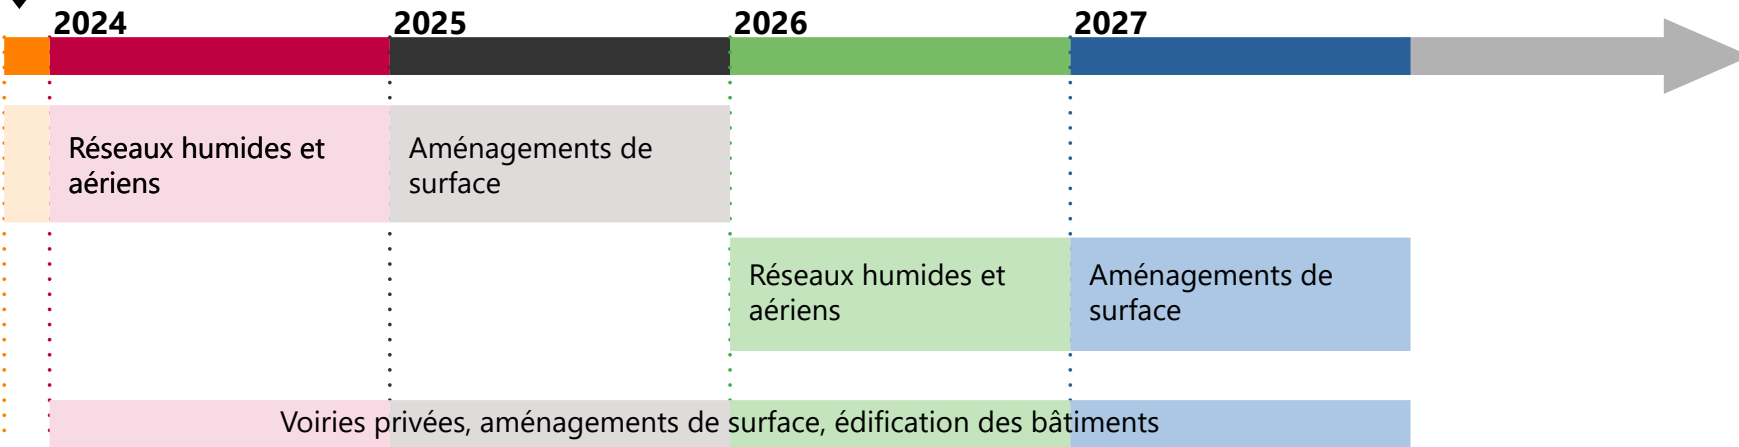 2024 2025 2026 2027
Réseaux humides et
aériens
Aménagements de
surface
Réseaux humides et
aériens
Aménagements de
surface
Voiries privées, aménagements de surface, édification des bâtiments